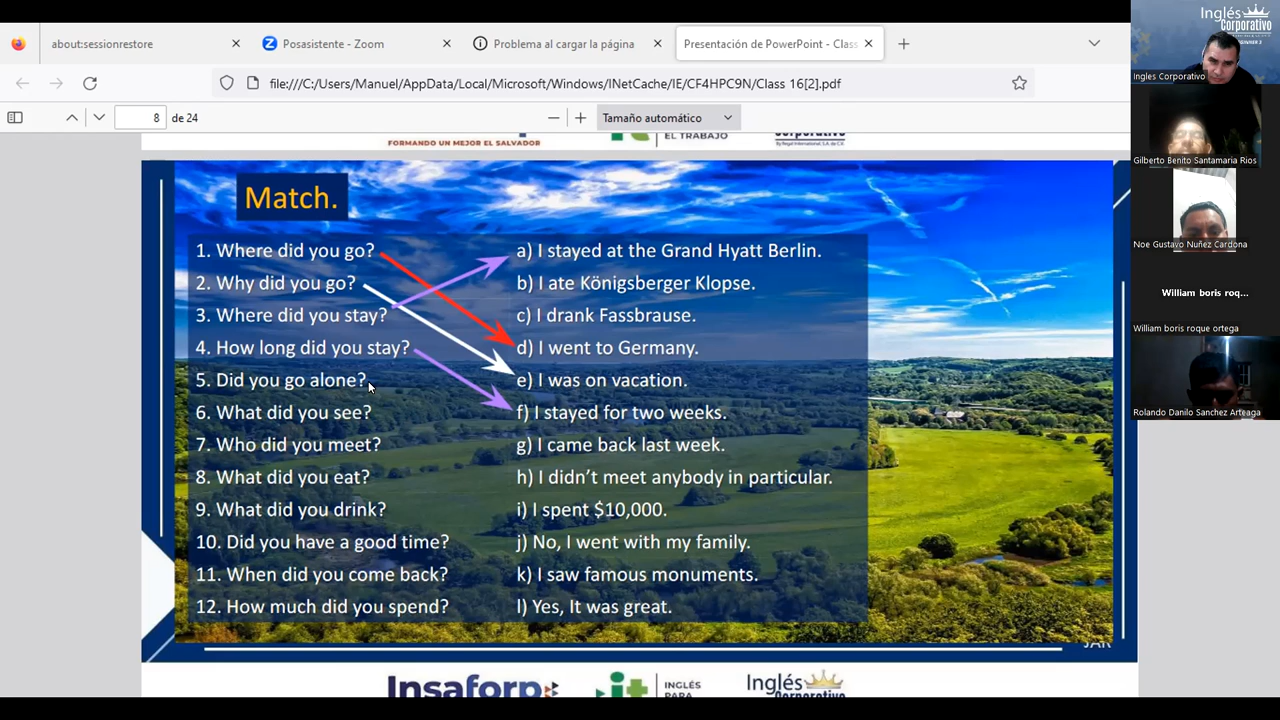 about:sessionrestore
Posasistente - Zoom
Problema al cargar la página
Presentación de PowerPoint - Class
file:///C:/Users/Manuel/AppData/Local/Microsoft/Windows/INetCache/IE/CF4HPC9N/Class 16[2].pdf
8 de 24
Tamaño automático
FORMANDO UN MEJOR EL SALVADOR
EL TRABAJO
Corporativo
Match.
1. Where did you go?
2. Why did you go?
3. Where did you stay?
4. How long did you stay?
5. Did you go alone?
6. What did you see?
7. Who did you meet?
8. What did you eat?
9. What did you drink?
10. Did you have a good time?
11. When did you come back?
12. How much did you spend?
a) I stayed at the Grand Hyatt Berlin.
b) I ate Königsberger Klopse.
c) I drank Fassbrause.
d) I went to Germany.
e) I was on vacation.
f) I stayed for two weeks.
g) I came back last week.
h) I didn't meet anybody in particular.
i) I spent $10,000.
j) No, I went with my family.
k) I saw famous monuments.
l) Yes, It was great.
JAR
Insaforp
INGLÉS
PARA
Inglés
Corporativo
Inglés
Corporativo
Ingles Corporativo
Gilberto Benito Santamaria Rios
Noe Gustavo Nuñez Cardona
William boris roq...
William boris roque ortega
Rolando Danilo Sanchez Arteaga